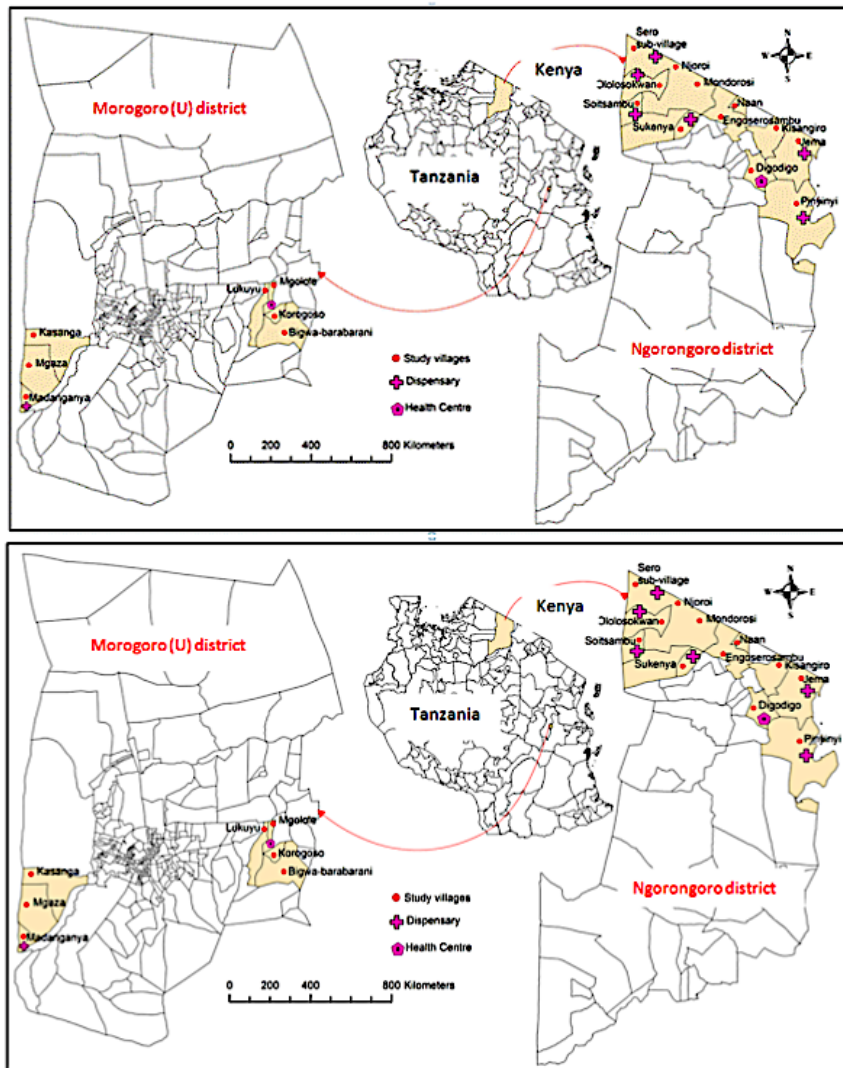 Sero
sub-village
N
W E
S
Njoroi
Kenya
Ololosokwan
Mondorosi
Morogoro (U) district
Soitsambu
Naan
Engoserosambu
Sukenya
Kisangiro
Jema
Tanzania
Digodigo
Pirisinyi
Lukuyu
Mgolole
Korogoso
Kasanga
Bigwa-barabarani
Ngorongoro district
Study villages
Mgaza
Dispensary
Madanganya
Health Centre
0 200 400 800 Kilometers
Sero
sub-village
N
W E
S
Njoroi
Kenya
Ololosokwan
Mondorosi
Morogoro (U) district
Soitsambu
Naan
Engoserosambu
Sukenya
Kisangiro
Jema
Digodigo
Tanzania
Pirisinyi
Lukuyu
Mgolole
Korogoso
Kasanga
Bigwa-barabarani
Ngorongoro district
Study villages
Mgaza
Dispensary
Madanganya
Health Centre
0 200 400 800 Kilometers